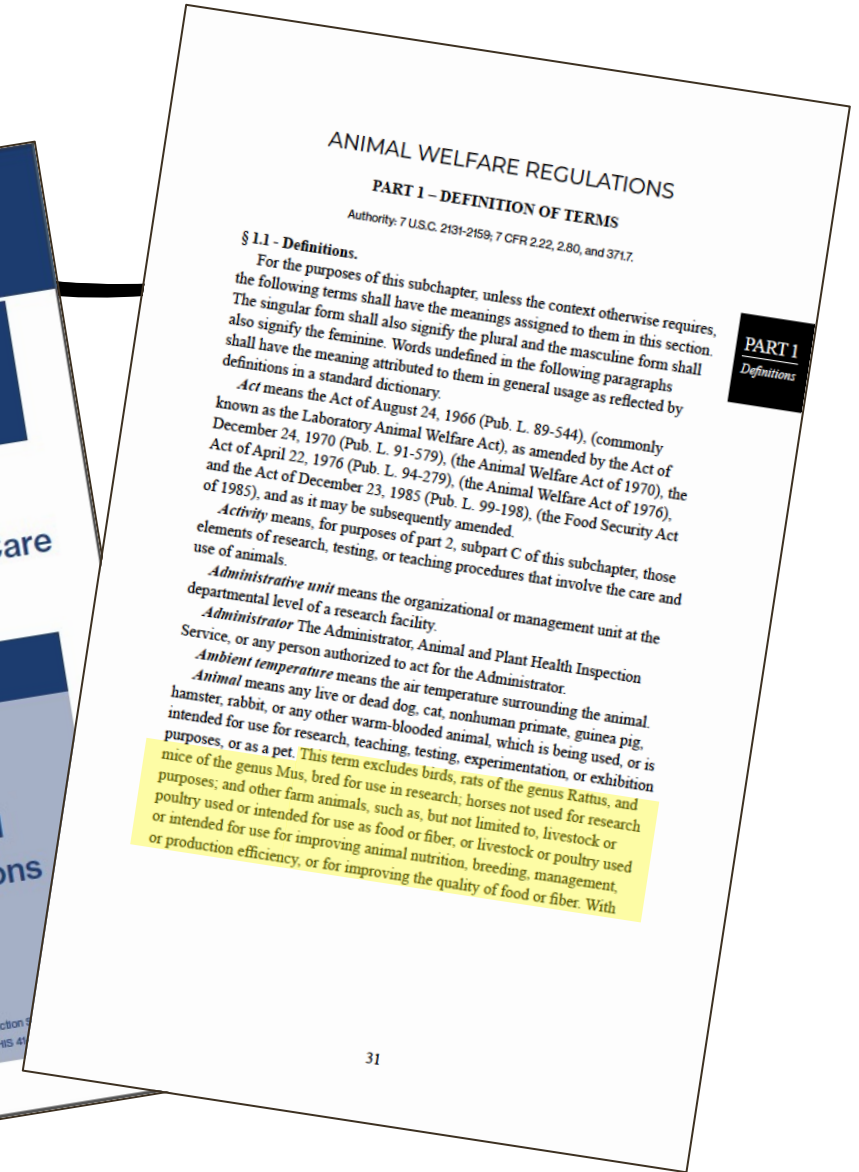 are
ons
ction S
HIS 41
ANIMAL WELFARE REGULATIONS
PART 1 – DEFINITION OF TERMS
Authority: 7 U.S.C. 2131-2159; 7 CFR 2.22, 2.80, and 371.7.
§ 1.1 - Definitions.
For the purposes of this subchapter, unless the context otherwise requires,
the following terms shall have the meanings assigned to them in this section.
The singular form shall also signify the plural and the masculine form shall
also signify the feminine. Words undefined in the following paragraphs
shall have the meaning attributed to them in general usage as reflected by
definitions in a standard dictionary.
Act means the Act of August 24, 1966 (Pub. L. 89-544), (commonly
known as the Laboratory Animal Welfare Act), as amended by the Act of
December 24, 1970 (Pub. L. 91-579), (the Animal Welfare Act of 1970), the
Act of April 22, 1976 (Pub. L. 94-279), (the Animal Welfare Act of 1976),
and the Act of December 23, 1985 (Pub. L. 99-198), (the Food Security Act
of 1985), and as it may be subsequently amended.
Activity means, for purposes of part 2, subpart C of this subchapter, those
elements of research, testing, or teaching procedures that involve the care and
use of animals.
Administrative unit means the organizational or management unit at the
departmental level of a research facility.
Administrator The Administrator, Animal and Plant Health Inspection
Service, or any person authorized to act for the Administrator.
Ambient temperature means the air temperature surrounding the animal.
Animal means any live or dead dog, cat, nonhuman primate, guinea pig,
hamster, rabbit, or any other warm-blooded animal, which is being used, or is
intended for use for research, teaching, testing, experimentation, or exhibition
purposes, or as a pet. This term excludes birds, rats of the genus Rattus, and
mice of the genus Mus, bred for use in research; horses not used for research
purposes; and other farm animals, such as, but not limited to, livestock or
poultry used or intended for use as food or fiber, or livestock or poultry used
or intended for use for improving animal nutrition, breeding, management,
or production efficiency, or for improving the quality of food or fiber. With
PART 1
Definitions
31